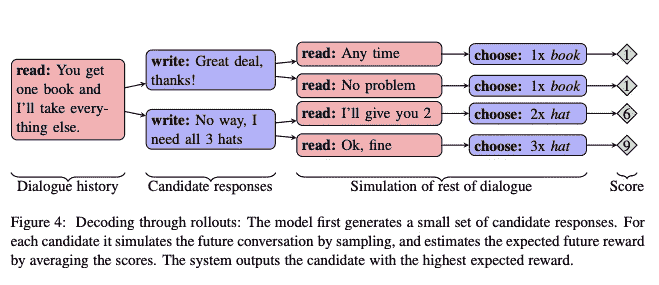 read: You get
one book and
I'll take every-
thing else.
write: Great deal,
thanks!
write: No way, I
need all 3 hats
read: Any time
read: No problem
read: I'll give you 2
read: Ok, fine
choose: 1x book
choose: 1x book
choose: 2x hat
choose: 3x hat
1
1
6
9
Dialogue history
Candidate responses
Simulation of rest of dialogue
Score
Figure 4: Decoding through rollouts: The model first generates a small set of candidate responses. For
each candidate it simulates the future conversation by sampling, and estimates the expected future reward
by averaging the scores. The system outputs the candidate with the highest expected reward.